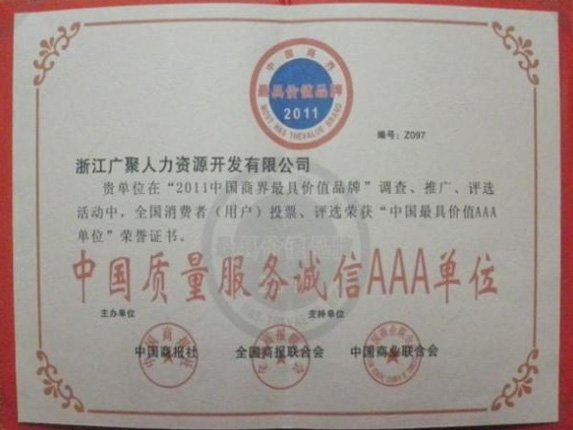 中国商界
最具价值品牌
MOST HAS THEVALUE BRAND
2011
编号：Z097
浙江广聚人力资源开发有限公司
贵单位在“2011中国商界最具价值品牌”调查、推广、评选
活动中，全国消费者（用户）投票、评选荣获“中国最具价值AAA
单位”荣誉证书。
中国质量服务诚信AAA单位
主办单位
支持单位
中国商报社
全国商报联合会
中国商业联合会